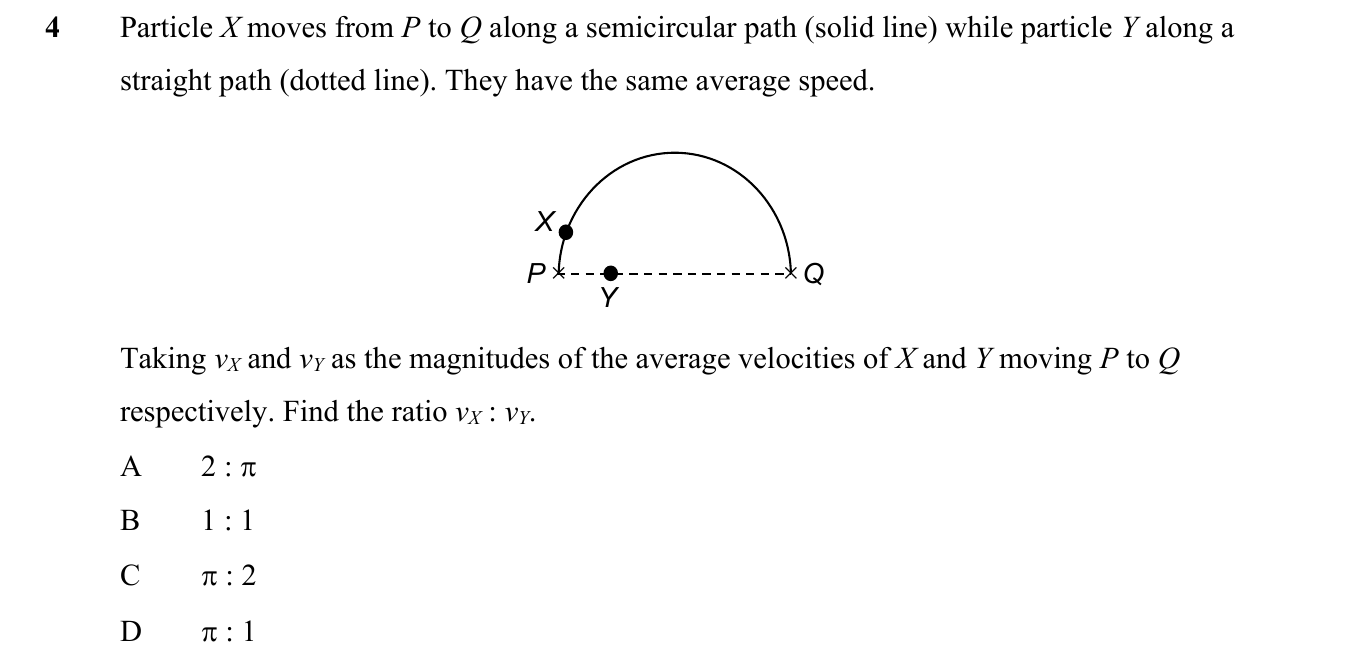 4 Particle X moves from P to Q along a semicircular path (solid line) while particle Y along a
straight path (dotted line). They have the same average speed.
X
P
Q
Y
Taking vX and vY as the magnitudes of the average velocities of X and Y moving P to Q
respectively. Find the ratio vX : vY.
A 2 : π
B 1 : 1
C π : 2
D π : 1